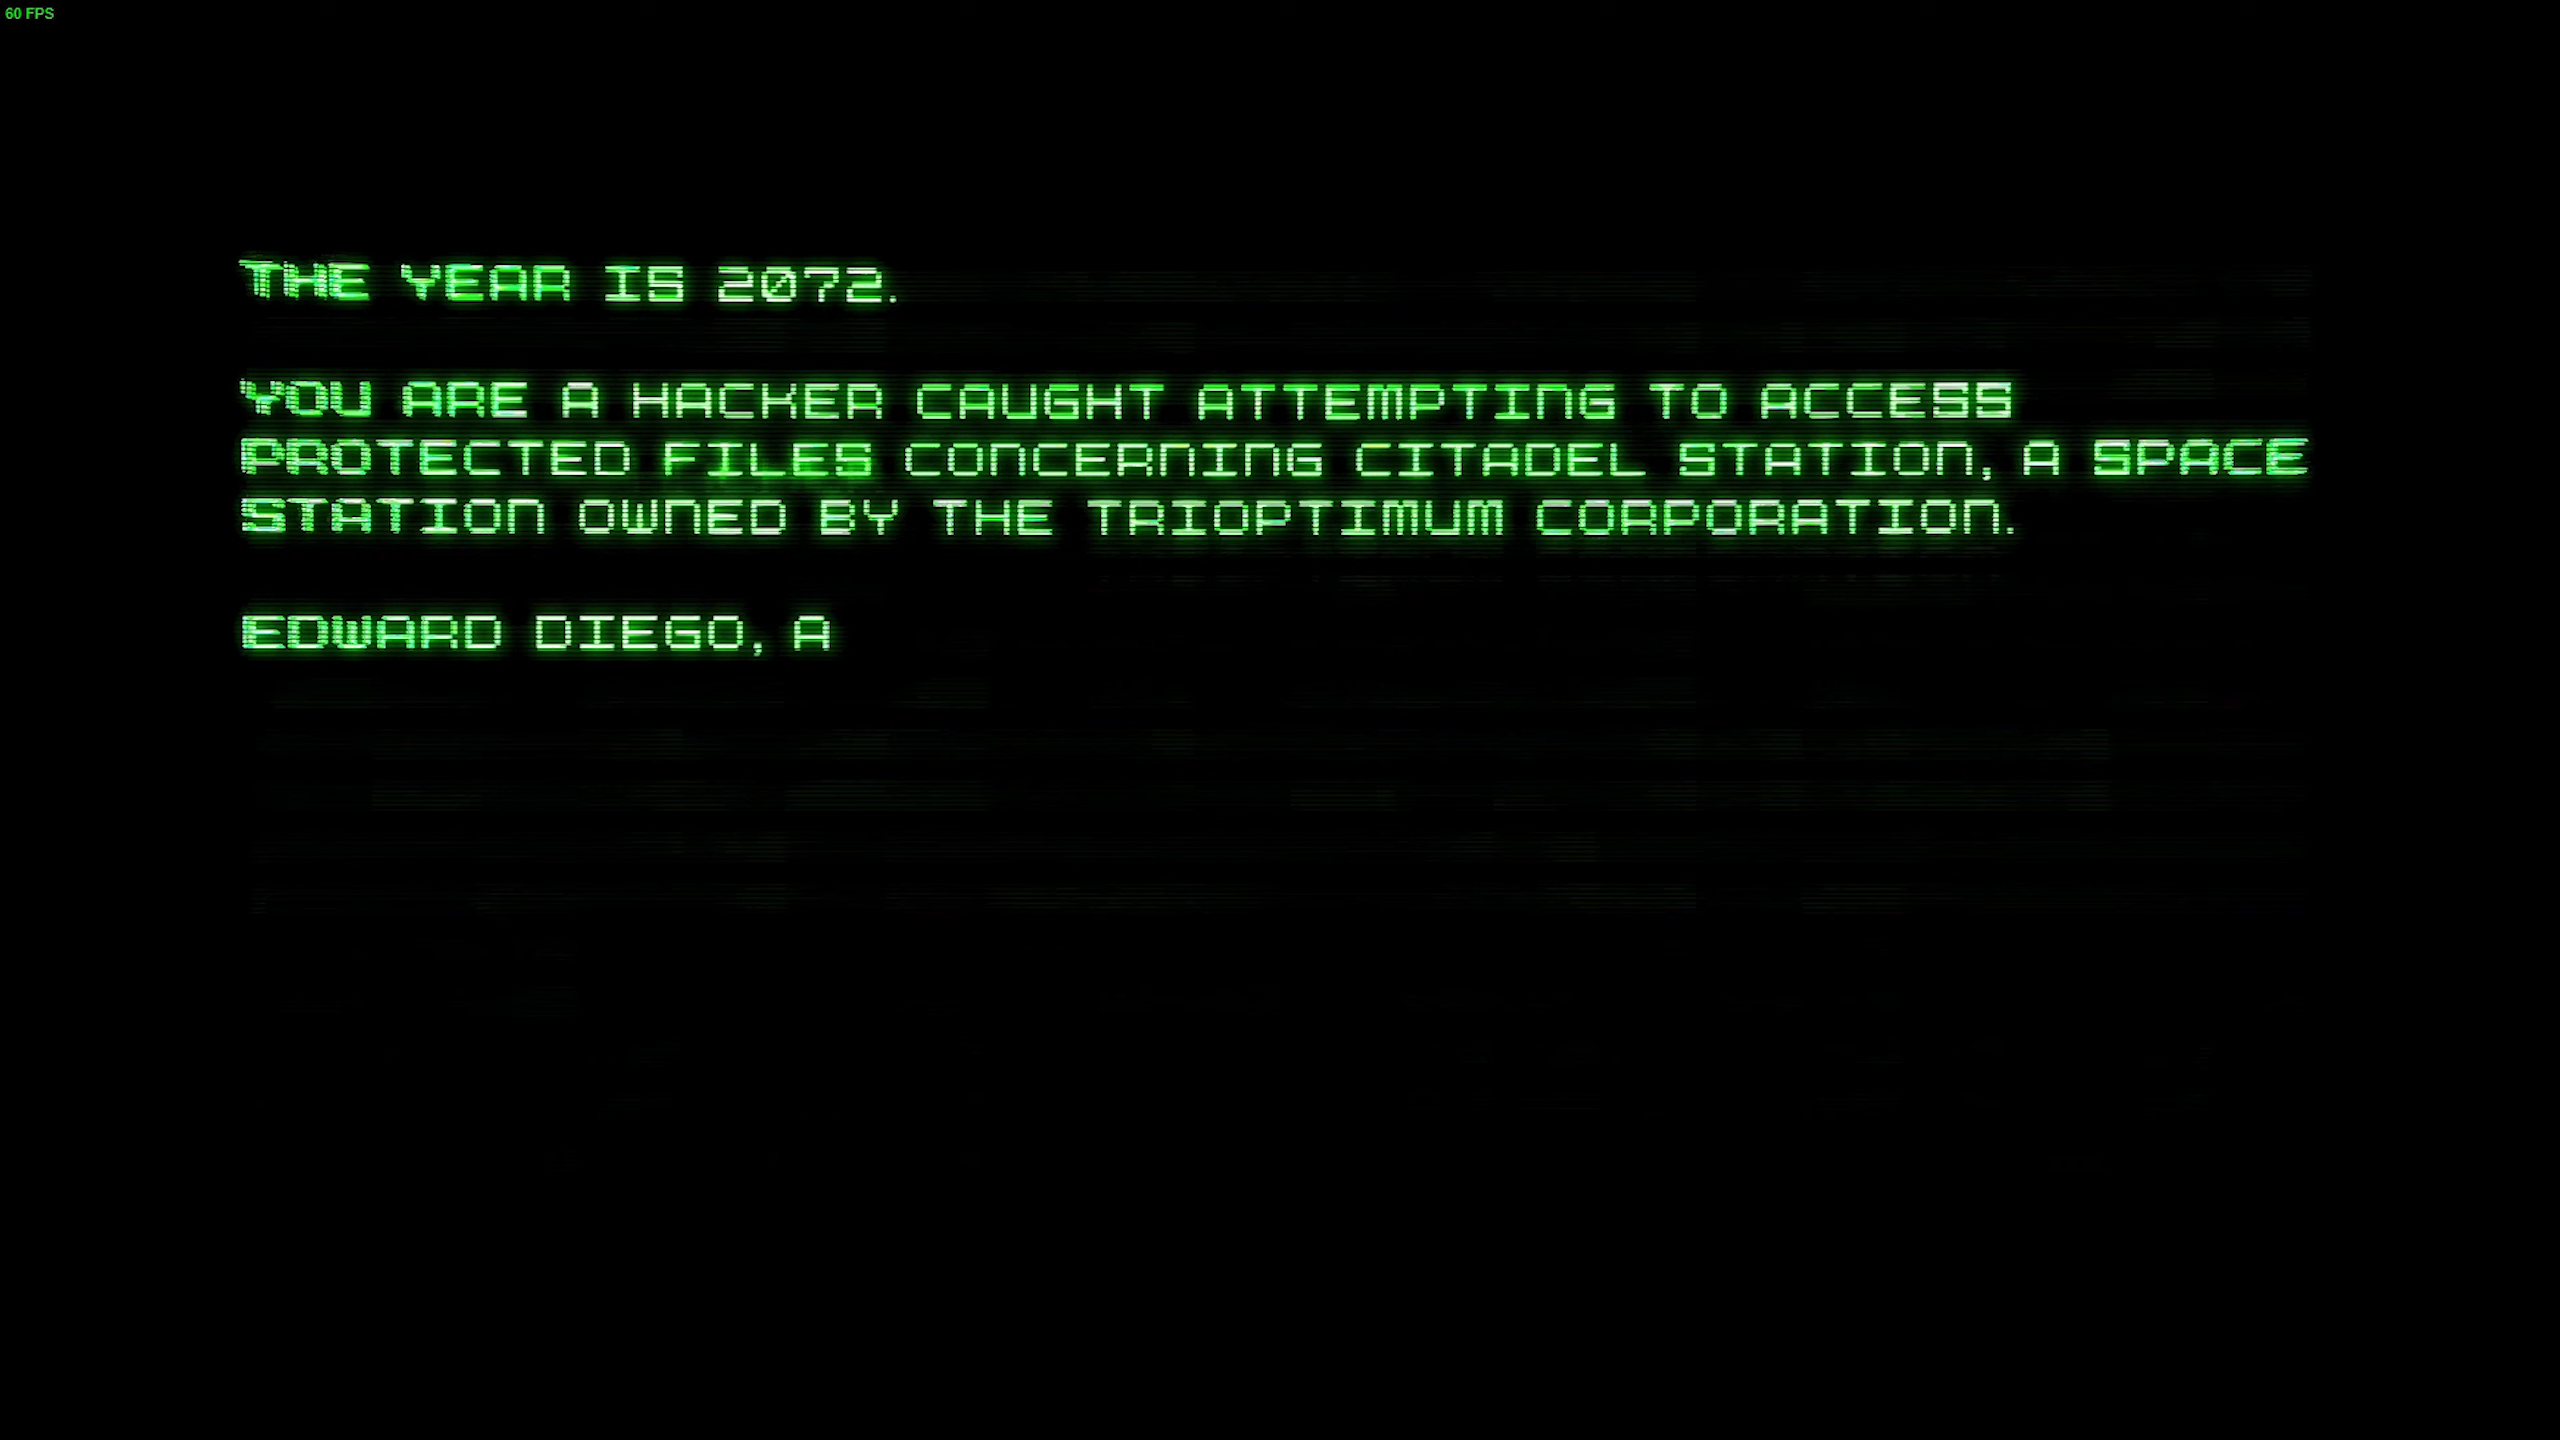 60 FPS
THE YEAR IS 2072.
YOU ARE A HACKER CAUGHT ATTEMPTING TO ACCESS
PROTECTED FILES CONCERNING CITADEL STATION, A SPACE
STATION OWNED BY THE TRIOPTIMUM CORPORATION.
EDWARD DIEGO, A